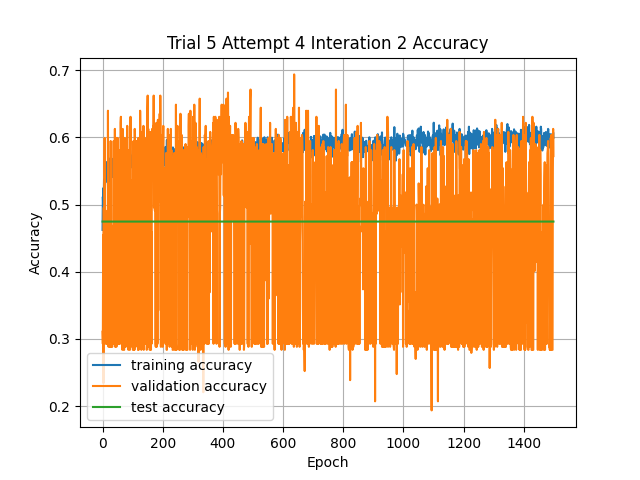 Trial 5 Attempt 4 Interation 2 Accuracy
0.7
0.6
0.5
0.4
0.3
0.2
Accuracy
training accuracy
validation accuracy
test accuracy
0 200 400 600 800 1000 1200 1400
Epoch